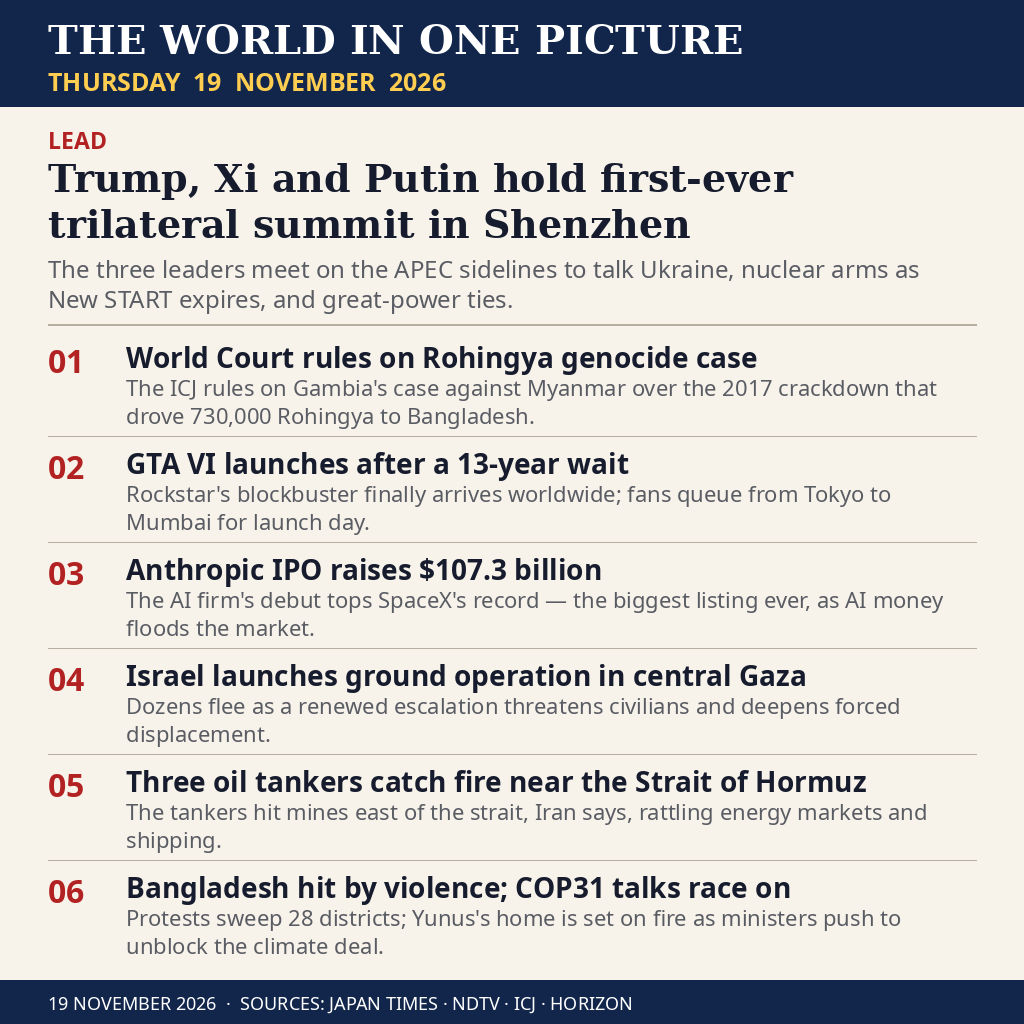 THE WORLD IN ONE PICTURE
THURSDAY 19 NOVEMBER 2026
LEAD
Trump, Xi and Putin hold first-ever
trilateral summit in Shenzhen
The three leaders meet on the APEC sidelines to talk Ukraine, nuclear arms as
New START expires, and great-power ties.
01
World Court rules on Rohingya genocide case
The ICJ rules on Gambia's case against Myanmar over the 2017 crackdown that
drove 730,000 Rohingya to Bangladesh.
02
GTA VI launches after a 13-year wait
Rockstar's blockbuster finally arrives worldwide; fans queue from Tokyo to
Mumbai for launch day.
03
Anthropic IPO raises $107.3 billion
The AI firm's debut tops SpaceX's record — the biggest listing ever, as AI money
floods the market.
04
Israel launches ground operation in central Gaza
Dozens flee as a renewed escalation threatens civilians and deepens forced
displacement.
05
Three oil tankers catch fire near the Strait of Hormuz
The tankers hit mines east of the strait, Iran says, rattling energy markets and
shipping.
06
Bangladesh hit by violence; COP31 talks race on
Protests sweep 28 districts; Yunus's home is set on fire as ministers push to
unblock the climate deal.
19 NOVEMBER 2026 · SOURCES: JAPAN TIMES · NDTV · ICJ · HORIZON